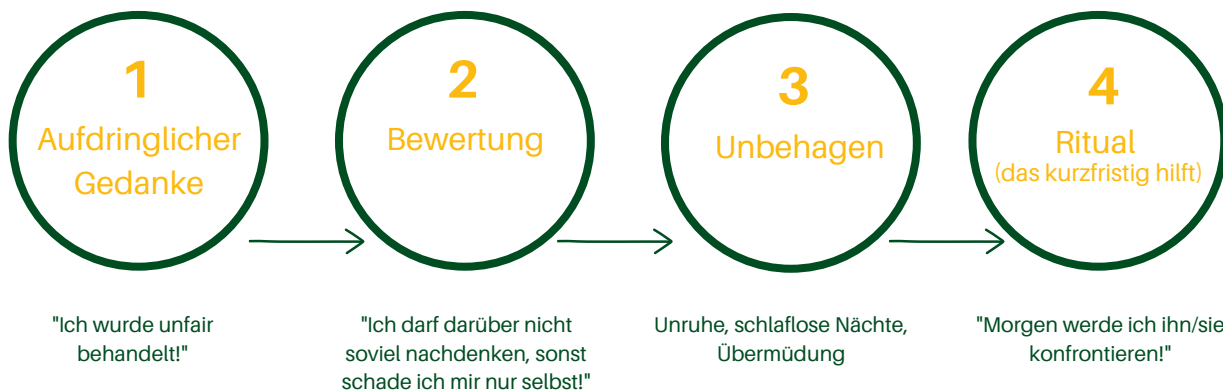 1
Aufdringlicher
Gedanke
2
Bewertung
3
Unbehagen
4
Ritual
(das kurzfristig hilft)
"Ich wurde unfair
behandelt!"
"Ich darf darüber nicht
soviel nachdenken, sonst
schade ich mir nur selbst!"
Unruhe, schlaflose Nächte,
Übermüdung
"Morgen werde ich ihn/sie
konfrontieren!"